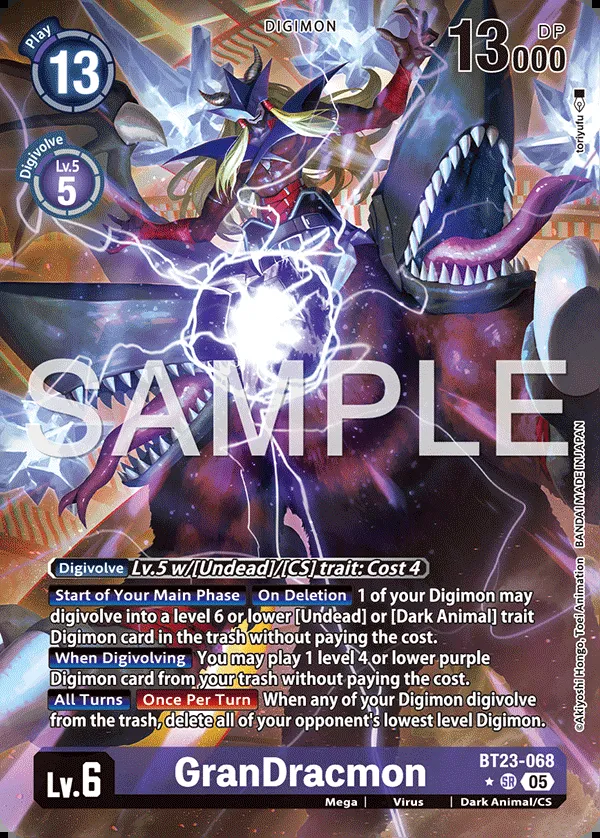 DIGIMON
Play
13
13000
DP
Digivolve
Lv.5
5
toriyufu
SAMPLE
Digivolve Lv.5 w/[Undead]/[CS] trait: Cost 4
Start of Your Main Phase On Deletion 1 of your Digimon may
digivolve into a level 6 or lower [Undead] or [Dark Animal] trait
Digimon card in the trash without paying the cost.
When Digivolving You may play 1 level 4 or lower purple
Digimon card from your trash without paying the cost.
All Turns Once Per Turn When any of your Digimon digivolve
from the trash, delete all of your opponent's lowest level Digimon.
©Akiyoshi Hongo, Toei Animation BANDAI MADE IN JAPAN
Lv.6
GranDracmon
BT23-068
★ SR 05
Mega | Virus | Dark Animal/CS